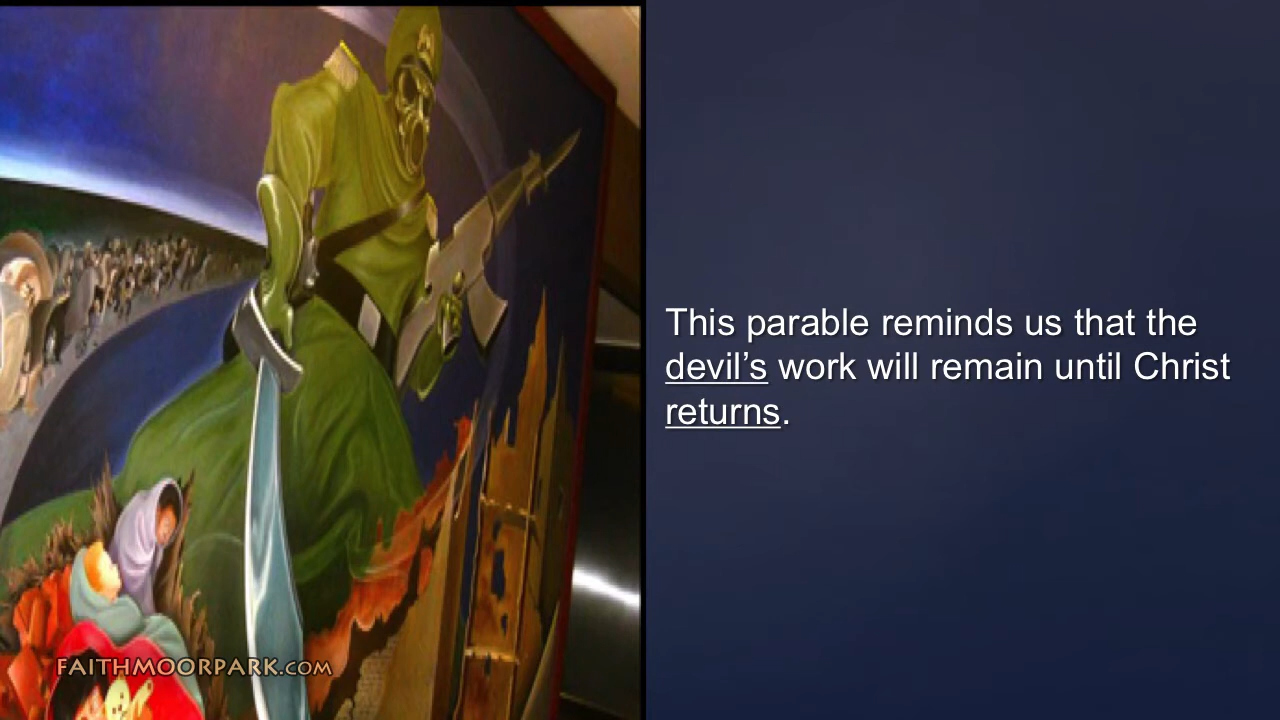 This parable reminds us that the
devil’s work will remain until Christ
returns.
FAITHMOORPARK.COM